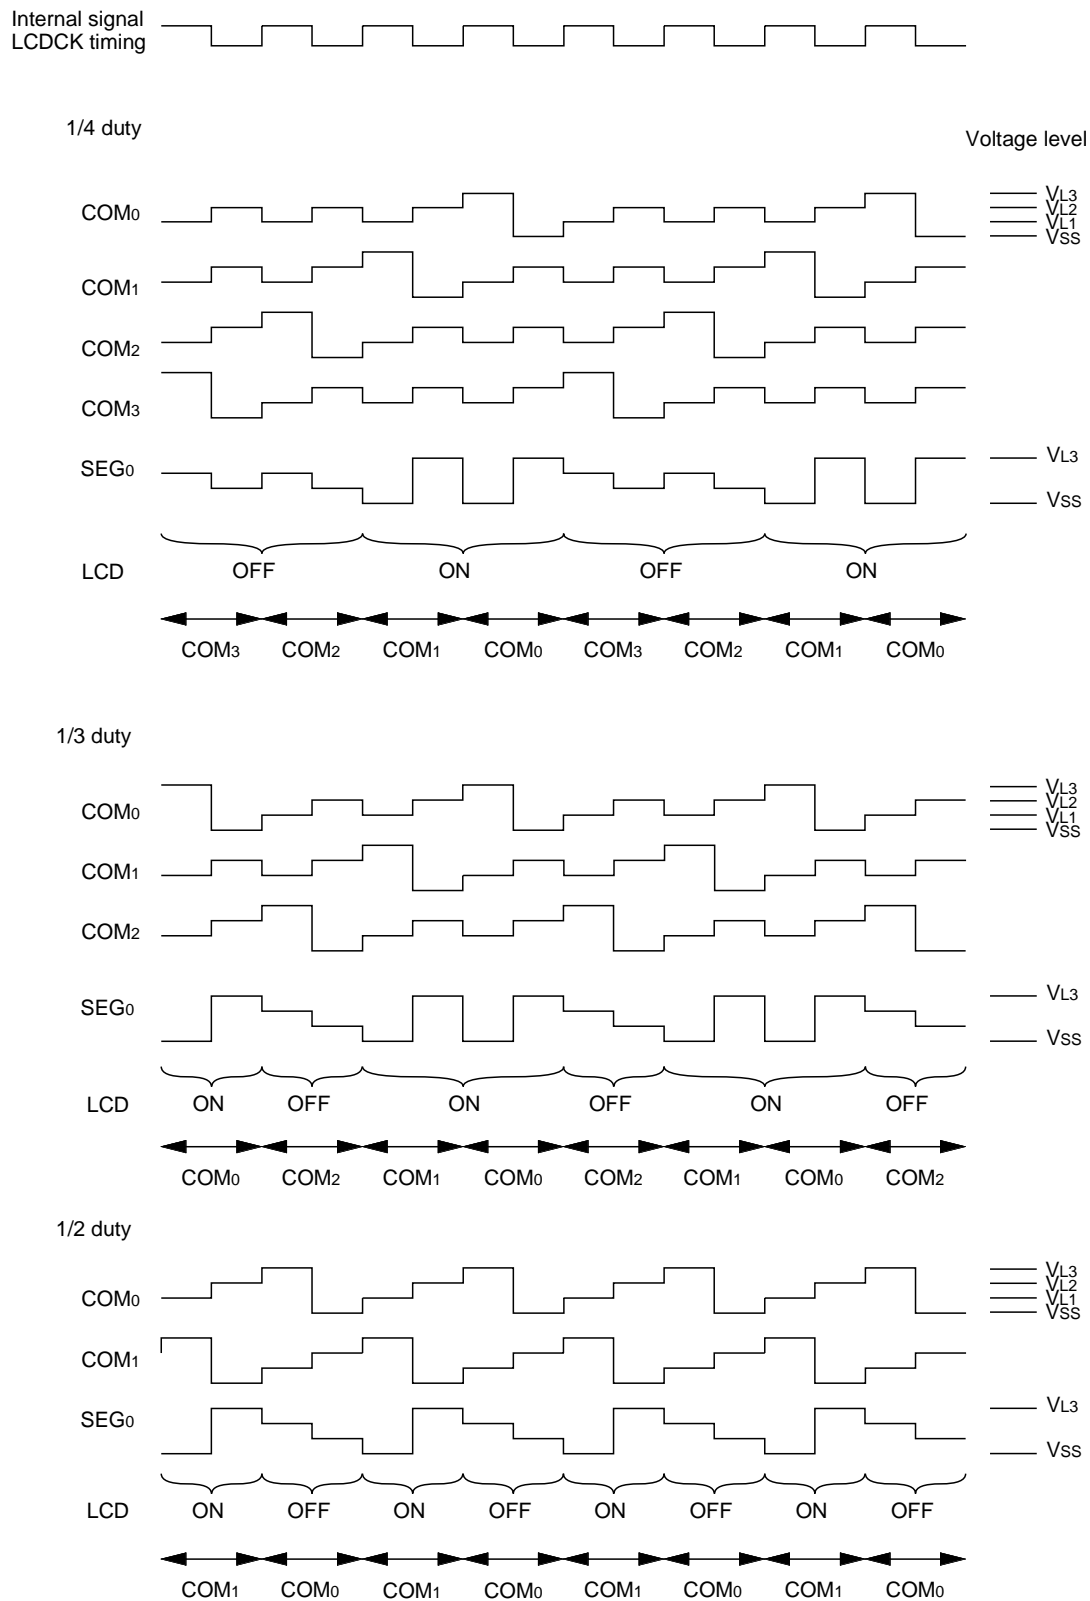 Internal signal
LCDCK timing
1/4 duty
Voltage level
COM0
VL3
VL2
VL1
VSS
COM1
COM2
COM3
SEG0
VL3
VSS
LCD OFF ON OFF ON
COM3 COM2 COM1 COM0 COM3 COM2 COM1 COM0
1/3 duty
COM0
VL3
VL2
VL1
VSS
COM1
COM2
SEG0
VL3
VSS
LCD ON OFF ON OFF ON OFF
COM0 COM2 COM1 COM0 COM2 COM1 COM0 COM2
1/2 duty
COM0
VL3
VL2
VL1
VSS
COM1
SEG0
VL3
VSS
LCD ON OFF ON OFF ON OFF ON OFF
COM1 COM0 COM1 COM0 COM1 COM0 COM1 COM0